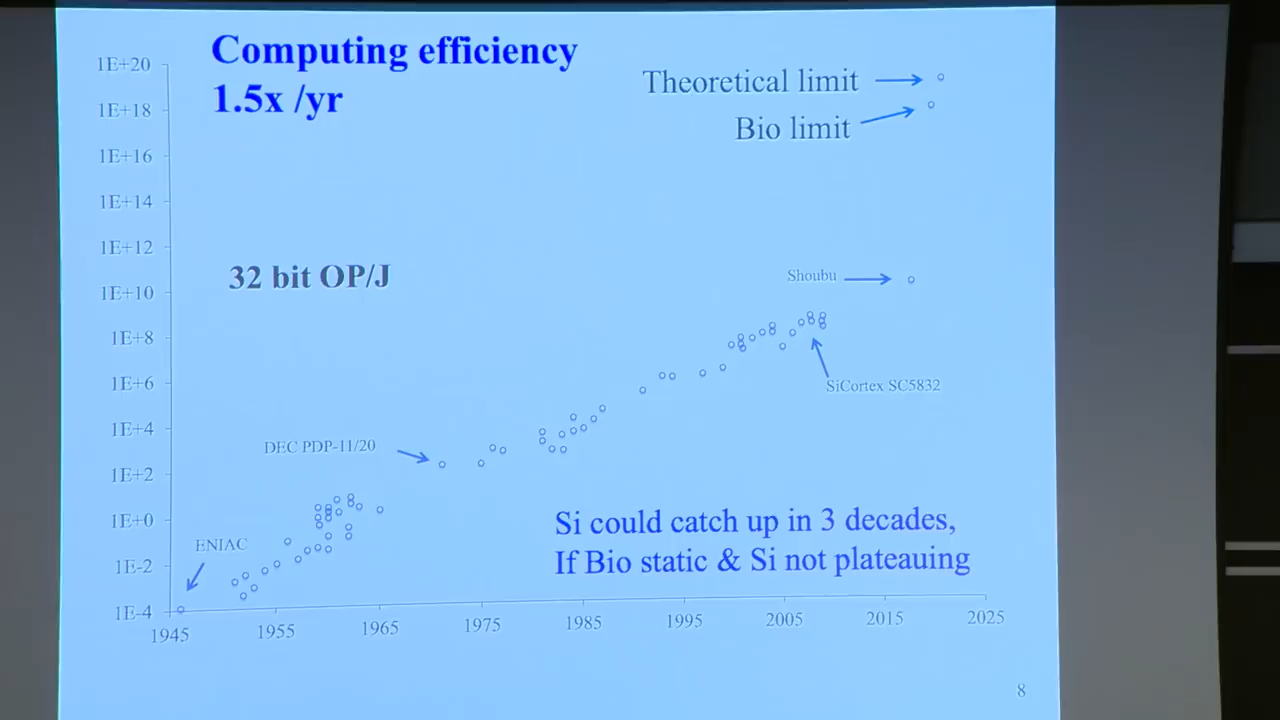 Computing efficiency
1.5x /yr
Theoretical limit
Bio limit
32 bit OP/J
Shoubu
SiCortex SC5832
DEC PDP-11/20
ENIAC
Si could catch up in 3 decades,
If Bio static & Si not plateauing
1E+20
1E+18
1E+16
1E+14
1E+12
1E+10
1E+8
1E+6
1E+4
1E+2
1E+0
1E-2
1E-4
1945 1955 1965 1975 1985 1995 2005 2015 2025
8